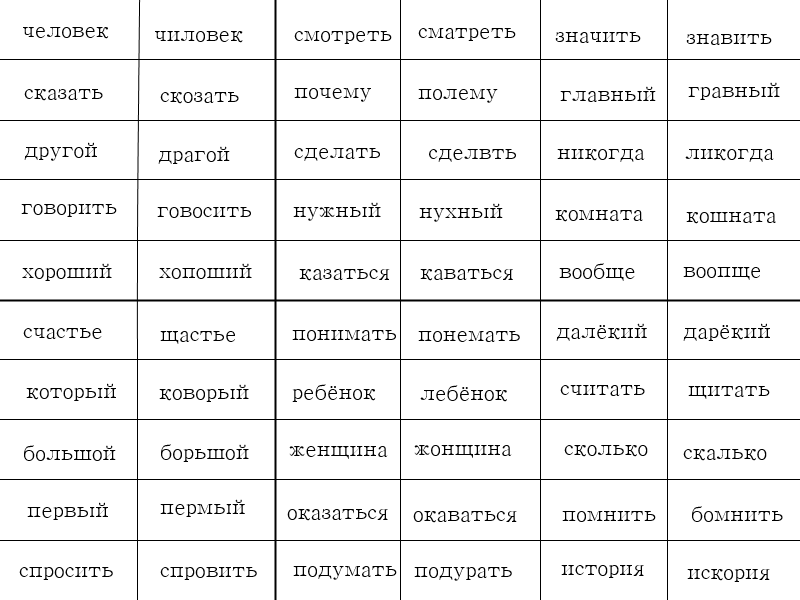 человек чиловек смотреть сматреть значить знавить
сказать скозать почему полему главный гравный
другой драгой сделать сделвть никогда ликогда
говорить говосить нужный нухный комната кошната
хороший хопоший казаться каваться вообще воопще
счастье щастье понимать понемать далёкий дарёкий
который коворый ребёнок лебёнок считать щитать
большой борьшой женщина жонщина сколько скалько
первый пермый оказаться окаваться помнить бомнить
спросить спровить подумать подурать история искория